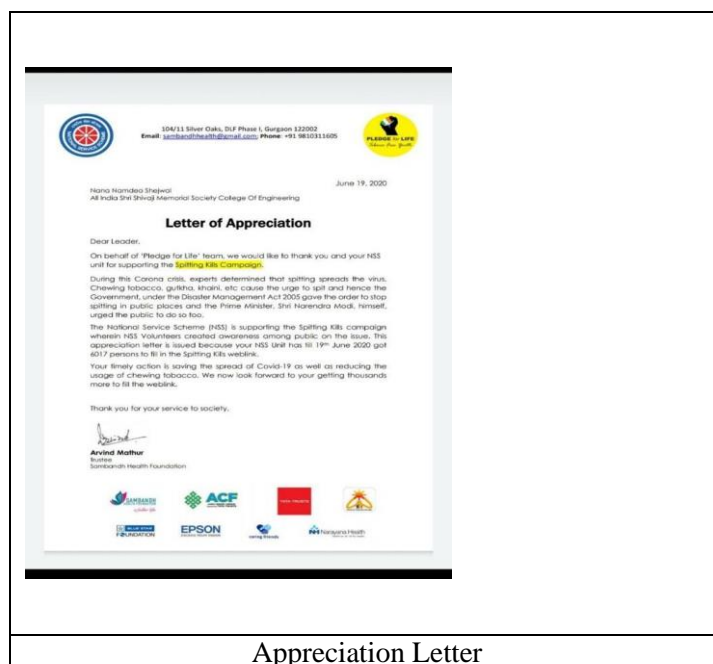 104/11 Silver Oaks, DLF Phase I, Gurgaon 122002
Email: sambandhhealth@gmail.com; Phone: +91 9810311605
PLEDGE for LIFE
June 19, 2020
Nana Namdeo Shejwal
All India Shri Shivaji Memorial Society College Of Engineering
Letter of Appreciation
Dear Leader,
On behalf of 'Pledge for Life' team, we would like to thank you and your NSS
unit for supporting the Spitting Kills Campaign.
During this Corona crisis, experts determined that spitting spreads the virus.
Chewing tobacco, gutkha, khaini, etc cause the urge to spit and hence the
Government, under the Disaster Management Act 2005 gave the order to stop
spitting in public places and the Prime Minister, Shri Narendra Modi, himself,
urged the public to do so too.
The National Service Scheme (NSS) is supporting the Spitting Kills campaign
wherein NSS Volunteers created awareness among public on the issue. This
appreciation letter is issued because your NSS Unit has till 19th June 2020 got
6017 persons to fill in the Spitting Kills weblink.
Your timely action is saving the spread of Covid-19 as well as reducing the
usage of chewing tobacco. We now look forward to your getting thousands
more to fill the weblink.
Thank you for your service to society.
Arvind Mathur
Trustee
Sambandh Health Foundation
SAMBANDH
ACF
BLUE STAR
FOUNDATION
EPSON
caring friends
Narayana Health
Appreciation Letter